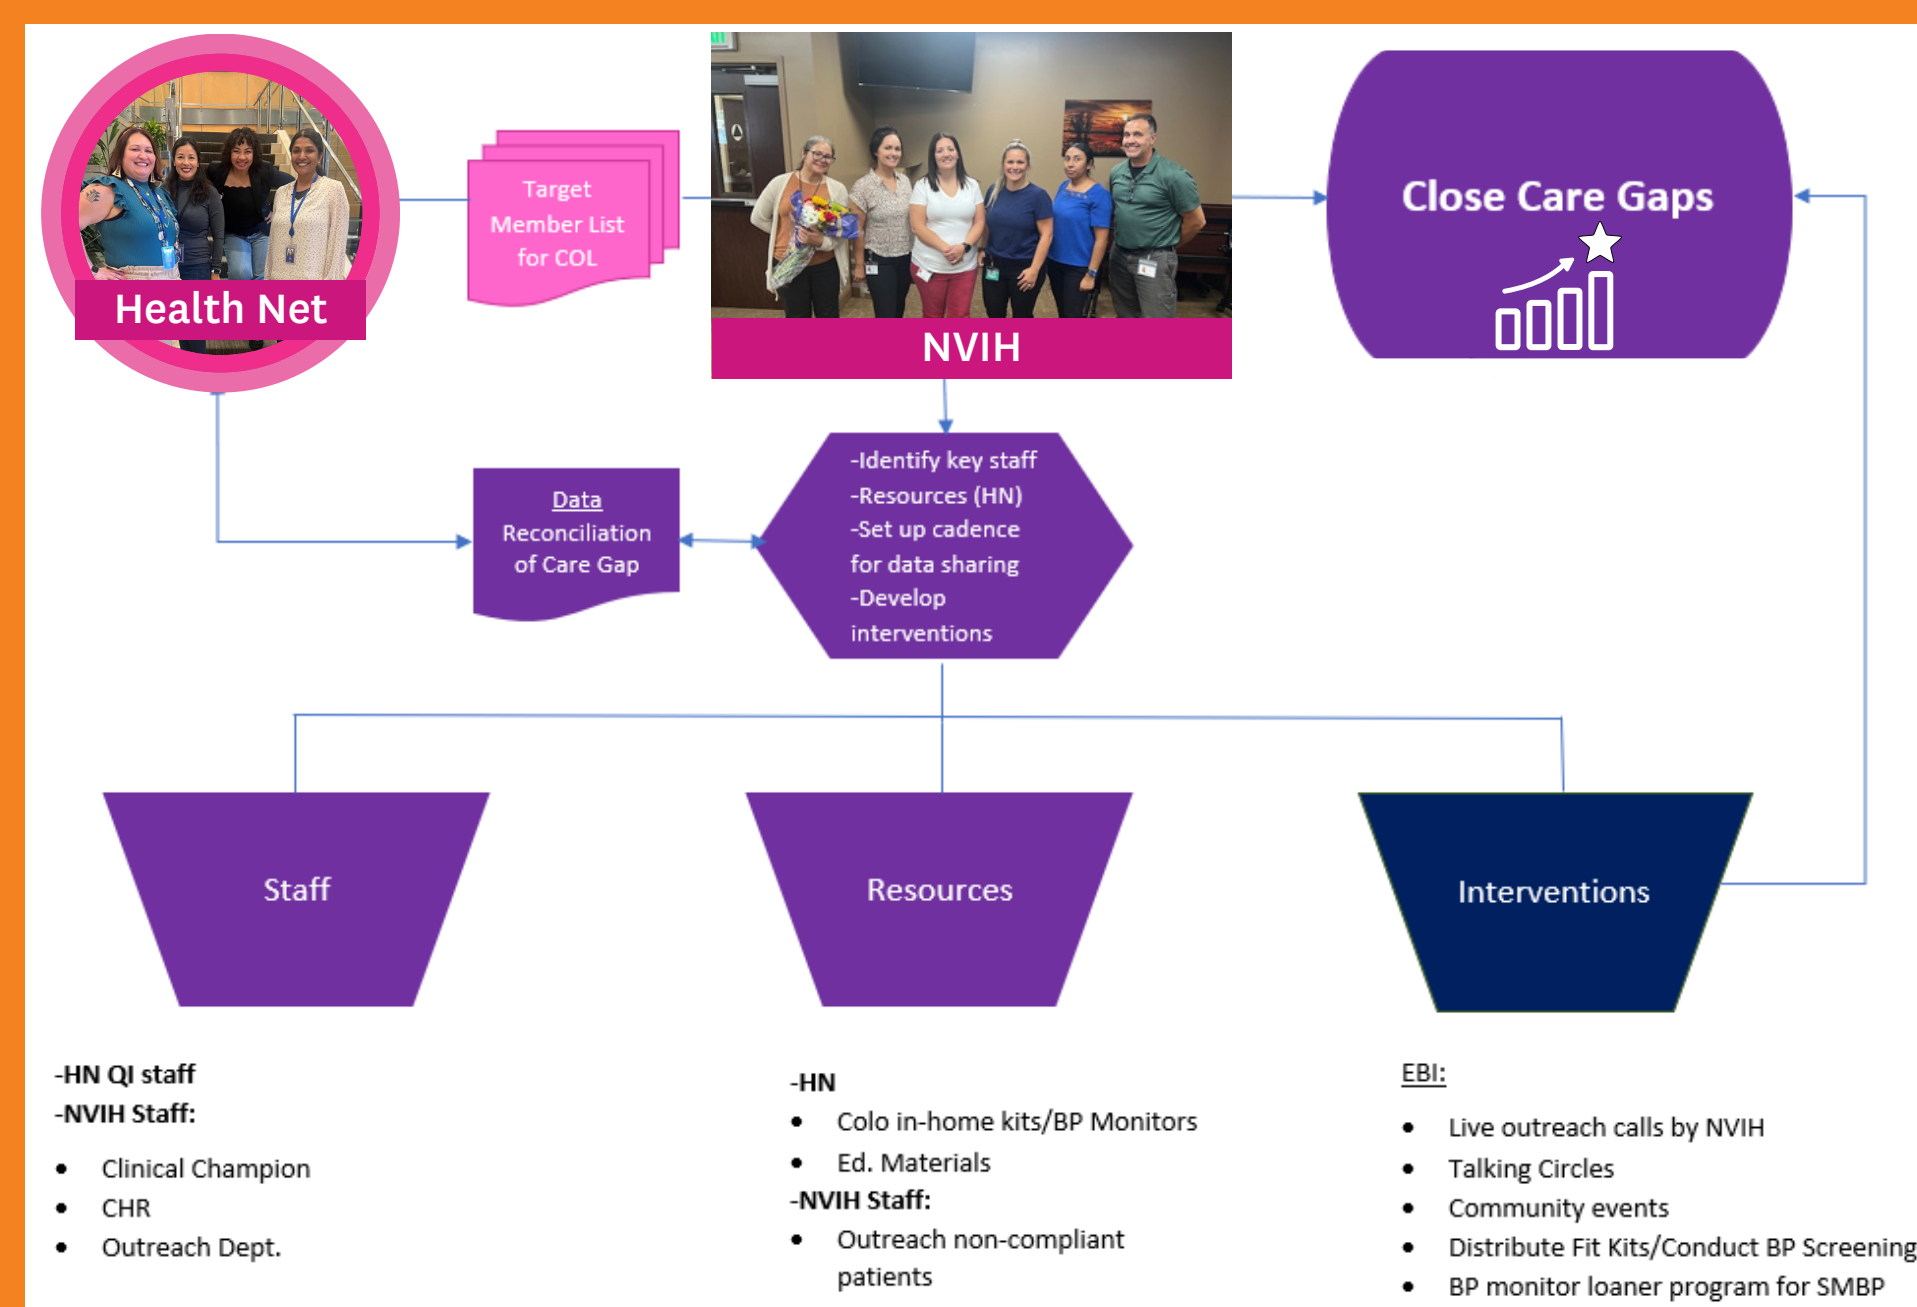 Health Net
Target
Member List
for COL
NVIH
Close Care Gaps
Data
Reconciliation
of Care Gap
-Identify key staff
-Resources (HN)
-Set up cadence
for data sharing
-Develop
interventions
Staff
Resources
Interventions
-HN QI staff
-NVIH Staff:
• Clinical Champion
• CHR
• Outreach Dept.
-HN
• Colo in-home kits/BP Monitors
• Ed. Materials
-NVIH Staff:
• Outreach non-compliant
patients
EBI:
• Live outreach calls by NVIH
• Talking Circles
• Community events
• Distribute Fit Kits/Conduct BP Screening
• BP monitor loaner program for SMBP